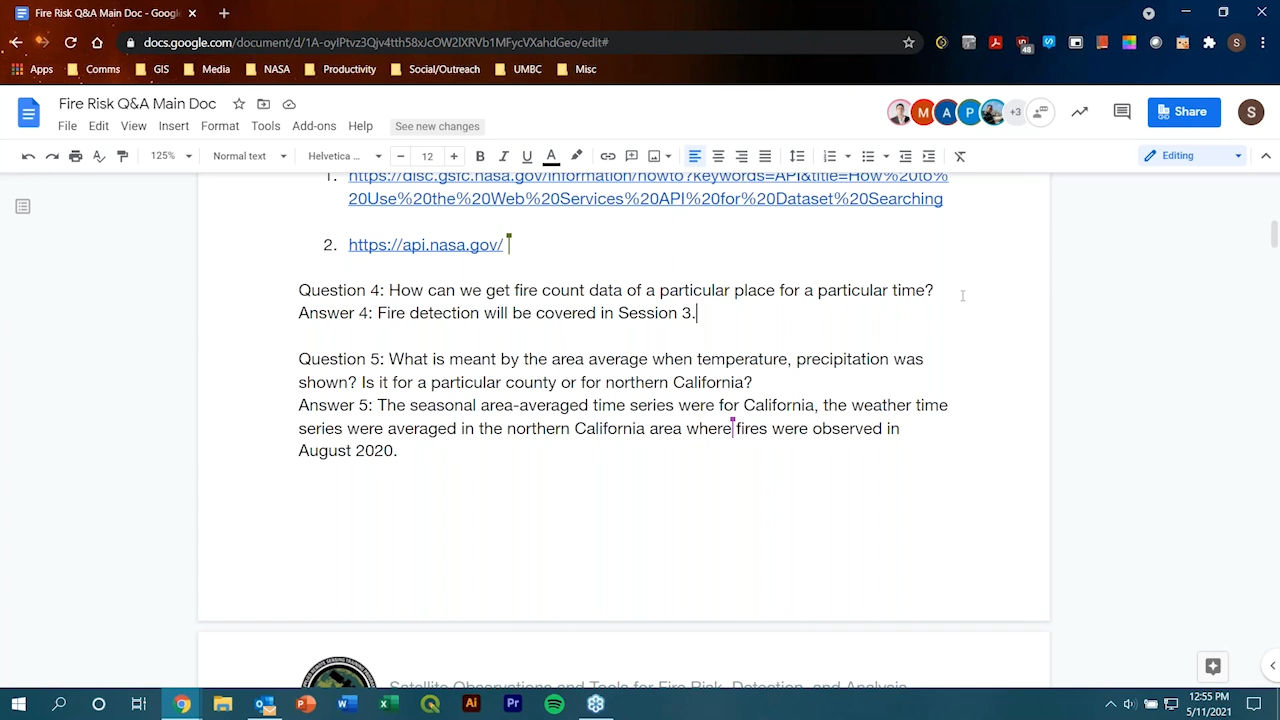 Fire Risk Q&A Main Doc - Googl
docs.google.com/document/d/1A-oyIPtvz3Qjv4tth58xJcOW2lXRVb1MFycVXahdGeo/edit#
48
S
Apps Comms GIS Media NASA Productivity Social/Outreach UMBC Misc
Fire Risk Q&A Main Doc
M A P +3 Share S
File Edit View Insert Format Tools Add-ons Help See new changes
125% Normal text Helvetica ... 12 B I U A Editing
1. https://disc.gsfc.nasa.gov/information/howto?keywords=API&title=How%20to%
20Use%20the%20Web%20Services%20API%20for%20Dataset%20Searching
2. https://api.nasa.gov/
Question 4: How can we get fire count data of a particular place for a particular time?
Answer 4: Fire detection will be covered in Session 3.
Question 5: What is meant by the area average when temperature, precipitation was
shown? Is it for a particular county or for northern California?
Answer 5: The seasonal area-averaged time series were for California, the weather time
series were averaged in the northern California area where fires were observed in
August 2020.
Satellite Observations and Tools for Fire Risk, Detection, and Analysis
12:55 PM
5/11/2021